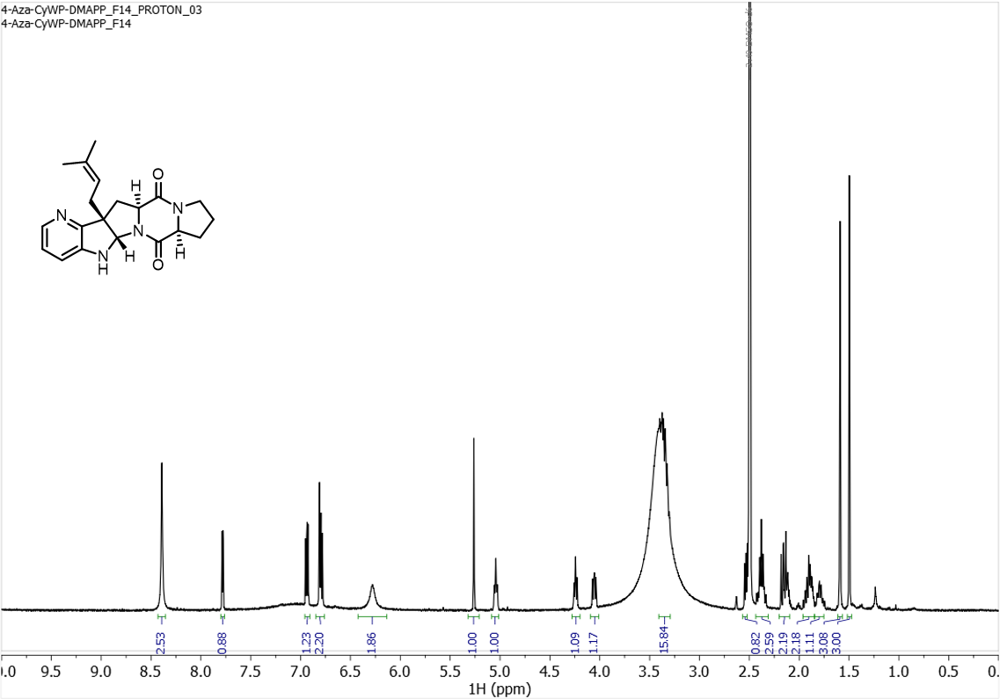 4-Aza-CyWP-DMAPP_F14_PROTON_03
4-Aza-CyWP-DMAPP_F14
O
H
N
N
N
N
H
H
O
H
2.53
0.88
1.23
2.20
1.86
1.00
1.00
1.09
1.17
15.84
0.82
2.59
2.19
2.18
1.11
3.08
3.00
.0 9.5 9.0 8.5 8.0 7.5 7.0 6.5 6.0 5.5 5.0 4.5 4.0 3.5 3.0 2.5 2.0 1.5 1.0 0.5 0.
1H (ppm)